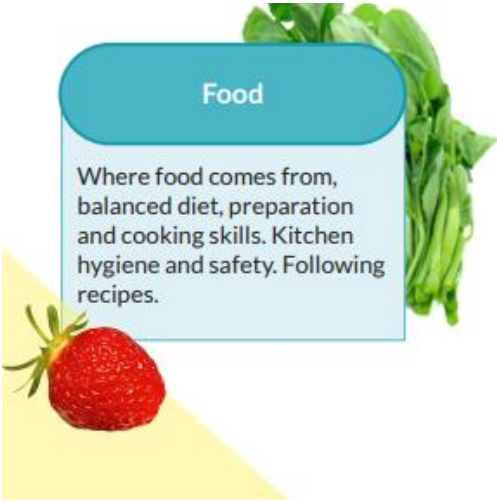 Food
Where food comes from,
balanced diet, preparation
and cooking skills. Kitchen
hygiene and safety. Following
recipes.